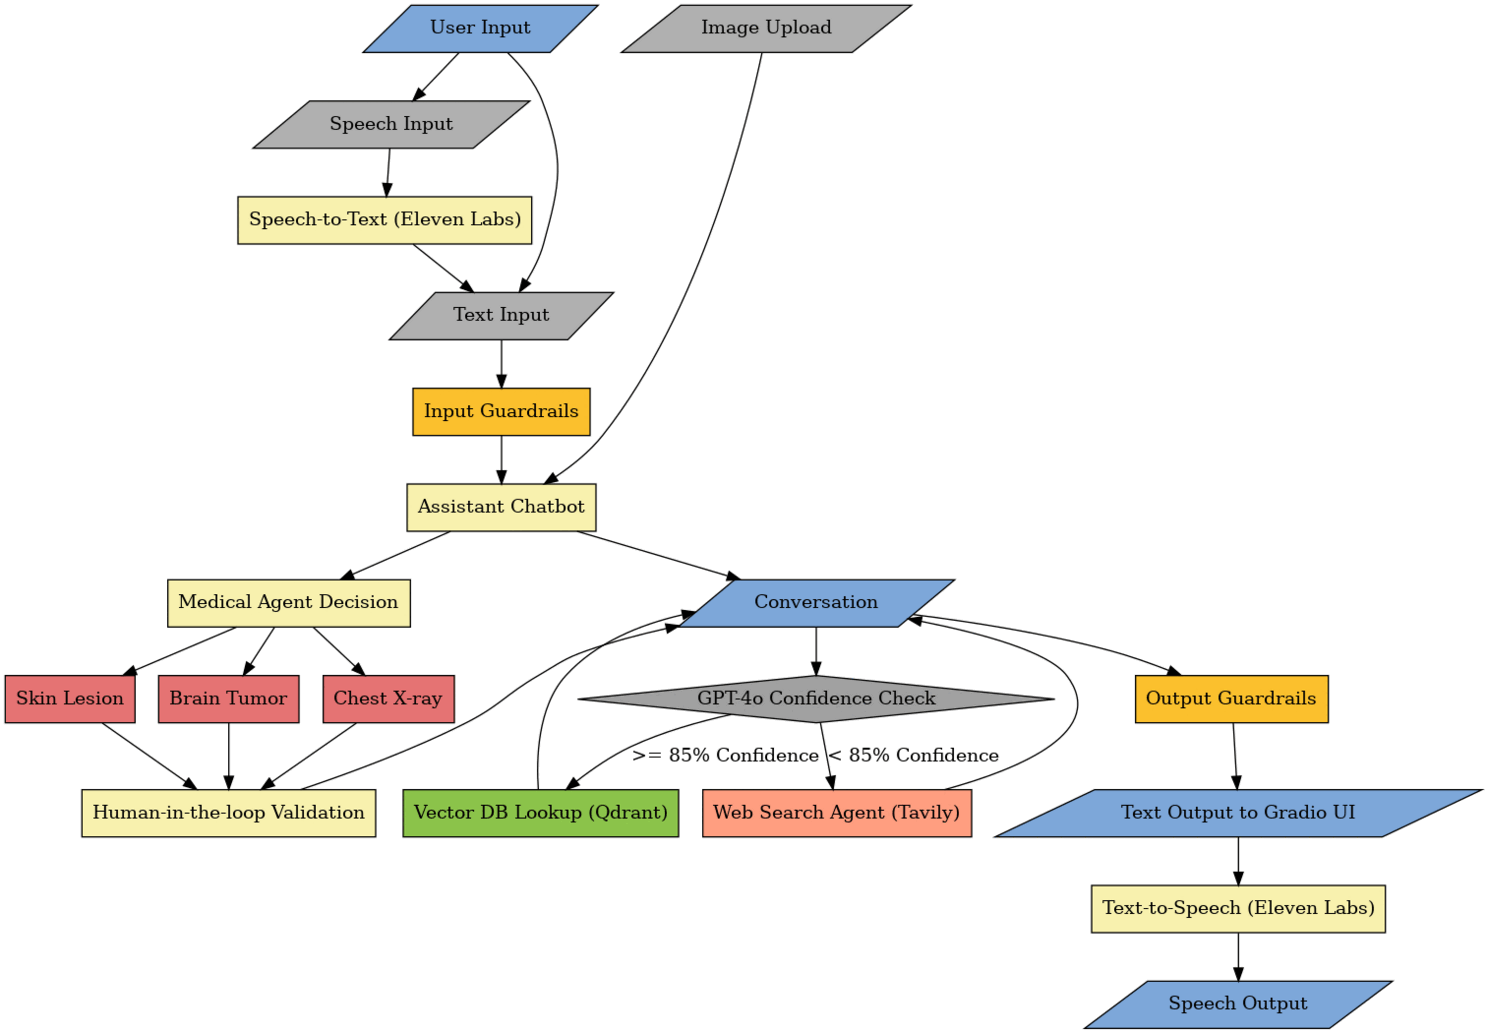 User Input
Image Upload
Speech Input
Speech-to-Text (Eleven Labs)
Text Input
Input Guardrails
Assistant Chatbot
Medical Agent Decision
Conversation
Skin Lesion
Brain Tumor
Chest X-ray
GPT-4o Confidence Check
Output Guardrails
>= 85% Confidence
< 85% Confidence
Human-in-the-loop Validation
Vector DB Lookup (Qdrant)
Web Search Agent (Tavily)
Text Output to Gradio UI
Text-to-Speech (Eleven Labs)
Speech Output